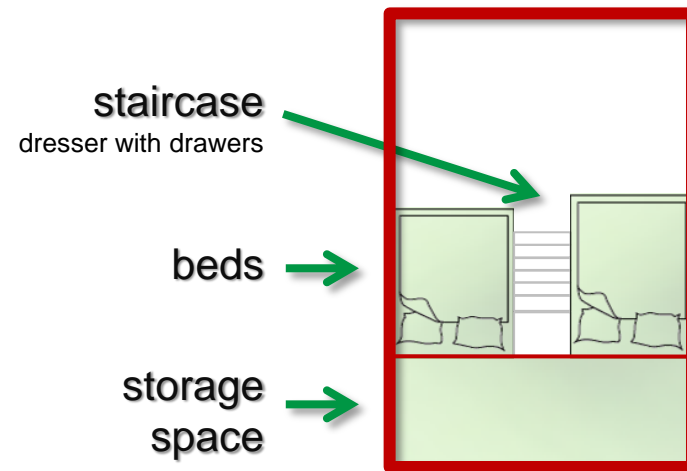 staircase
dresser with drawers
beds
storage
space